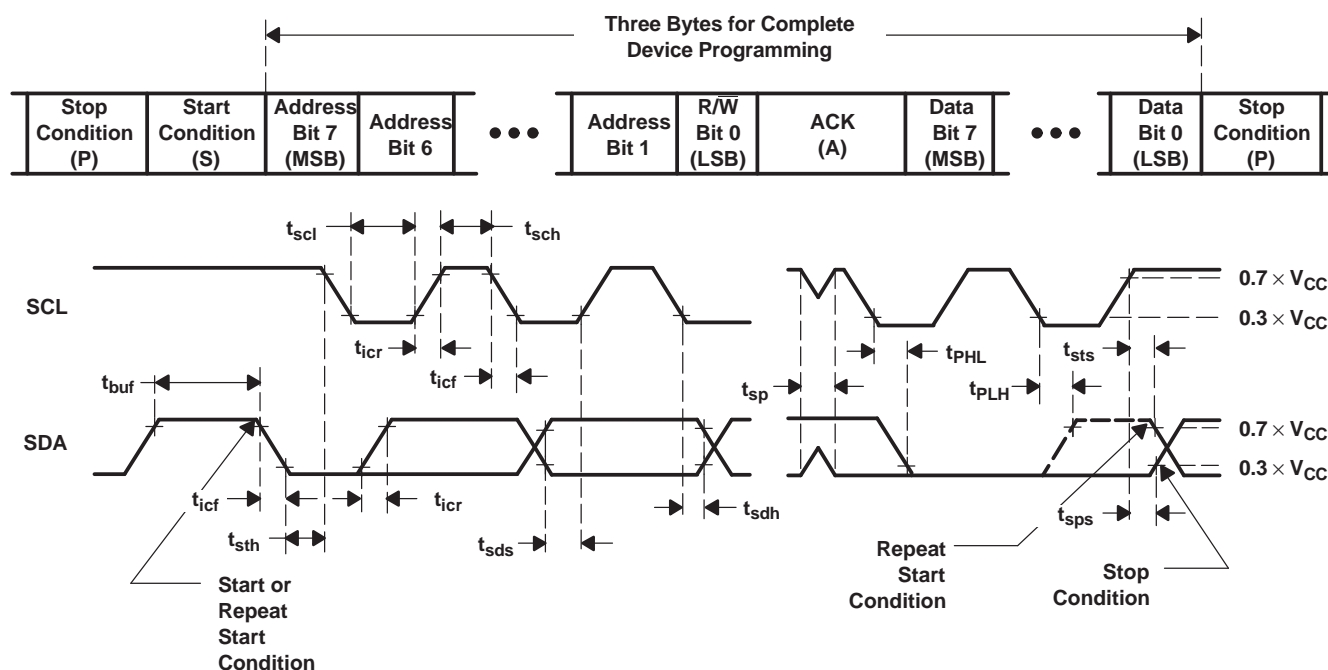 Three Bytes for Complete
Device Programming
Stop
Condition
(P)
Start
Condition
(S)
Address
Bit 7
(MSB)
Address
Bit 6
•••
Address
Bit 1
R/W̅
Bit 0
(LSB)
ACK
(A)
Data
Bit 7
(MSB)
•••
Data
Bit 0
(LSB)
Stop
Condition
(P)
tscl
tsch
SCL
0.7 × VCC
0.3 × VCC
ticr
ticf
tPHL
tsts
tbuf
tsp
tPLH
SDA
0.7 × VCC
0.3 × VCC
ticf
ticr
tsdh
tsps
tsth
tsds
Start or
Repeat
Start
Condition
Repeat
Start
Condition
Stop
Condition